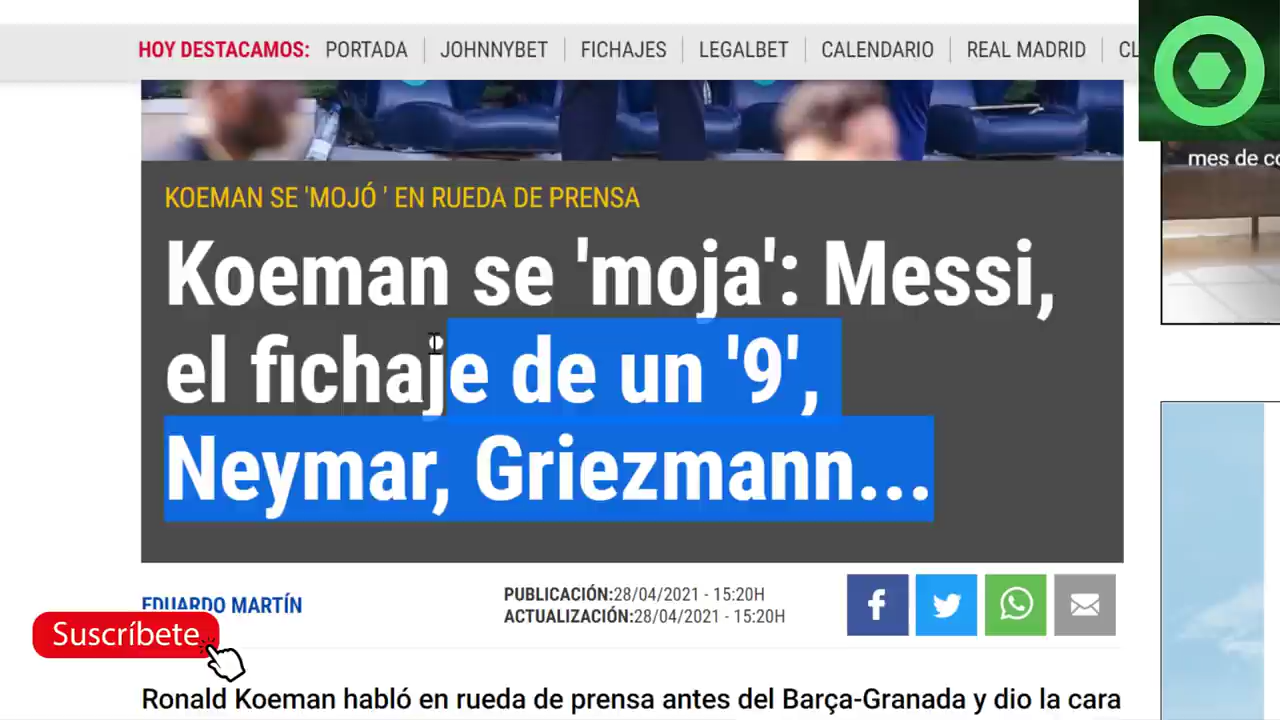 HOY DESTACAMOS: PORTADA JOHNNYBET FICHAJES LEGALBET CALENDARIO REAL MADRID CL
mes de co
KOEMAN SE 'MOJÓ ' EN RUEDA DE PRENSA
Koeman se 'moja': Messi,
el fichaje de un '9',
Neymar, Griezmann...
EDUARDO MARTÍN
PUBLICACIÓN:28/04/2021 - 15:20H
ACTUALIZACIÓN:28/04/2021 - 15:20H
Suscríbete
Ronald Koeman habló en rueda de prensa antes del Barça-Granada y dio la cara